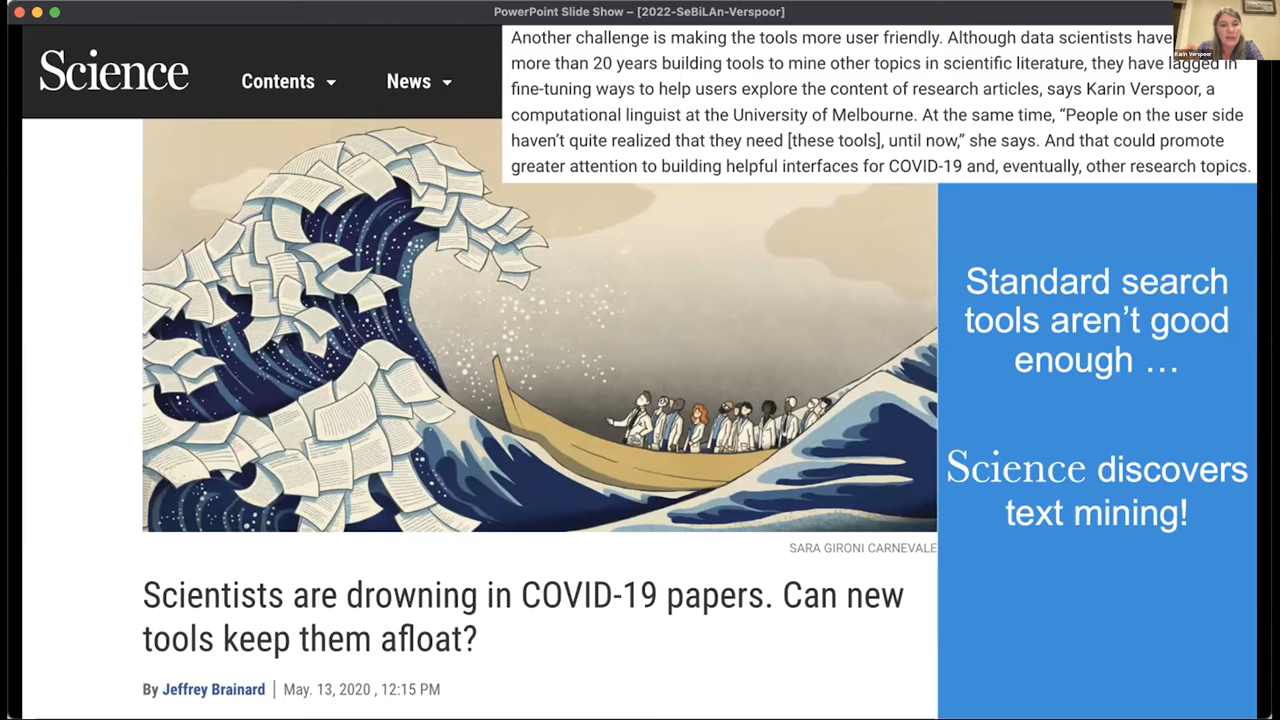 PowerPoint Slide Show – [2022-SeBiLAn-Verspoor]
Science
Contents
News
Another challenge is making the tools more user friendly. Although data scientists have
more than 20 years building tools to mine other topics in scientific literature, they have lagged in
fine-tuning ways to help users explore the content of research articles, says Karin Verspoor, a
computational linguist at the University of Melbourne. At the same time, “People on the user side
haven’t quite realized that they need [these tools], until now,” she says. And that could promote
greater attention to building helpful interfaces for COVID-19 and, eventually, other research topics.
Karin Verspoor
Standard search
tools aren’t good
enough …
Science discovers
text mining!
SARA GIRONI CARNEVALE
Scientists are drowning in COVID-19 papers. Can new
tools keep them afloat?
By Jeffrey Brainard | May. 13, 2020 , 12:15 PM